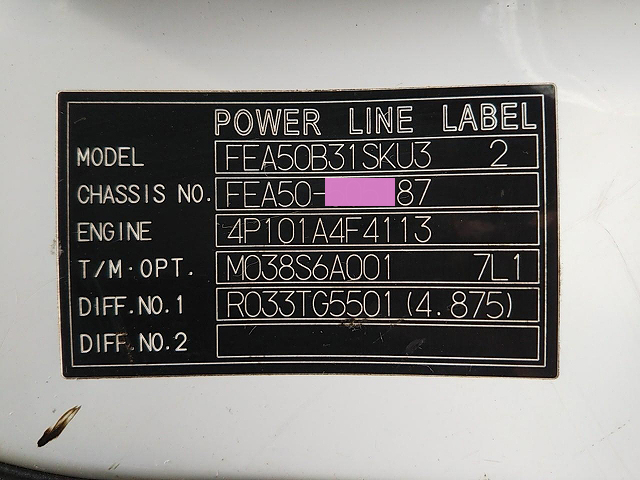 POWER LINE LABEL
MODEL FEA50B31SKU3 2
CHASSIS NO. FEA50- 87
ENGINE 4P101A4F4113
T/M·OPT. M038S6A001 7L1
DIFF.NO.1 R033TG5501(4.875)
DIFF.NO.2